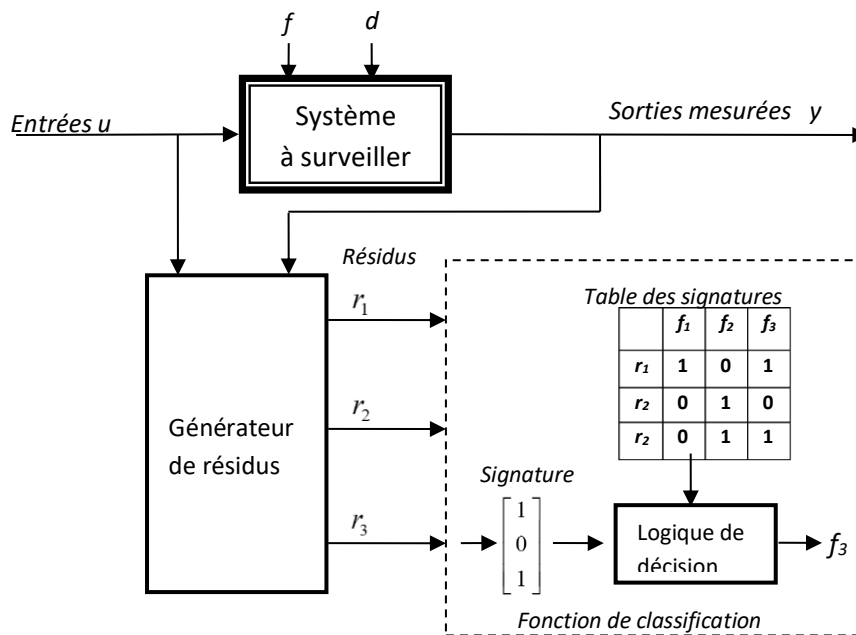 f d
Entrées u
Système
à surveiller
Sorties mesurées y
Résidus
r1
r2
r3
Générateur
de résidus
Table des signatures
f1 f2 f3
r1 1 0 1
r2 0 1 0
r2 0 1 1
Signature
1
0
1
Logique de
décision
f3
Fonction de classification